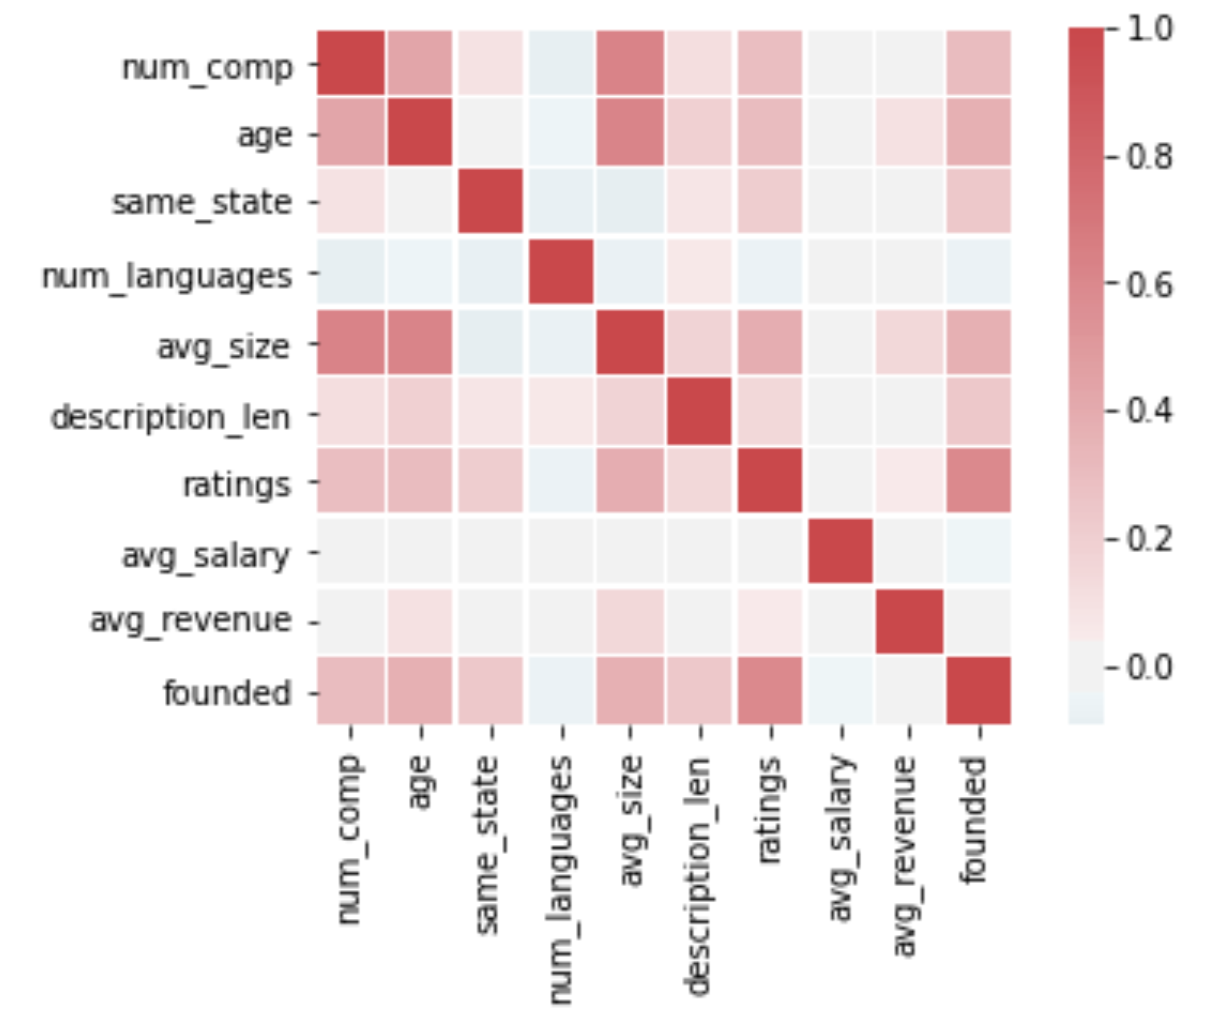 num_comp
age
same_state
num_languages
avg_size
description_len
ratings
avg_salary
avg_revenue
founded
num_comp
age
same_state
num_languages
avg_size
description_len
ratings
avg_salary
avg_revenue
founded
1.0
0.8
0.6
0.4
0.2
0.0